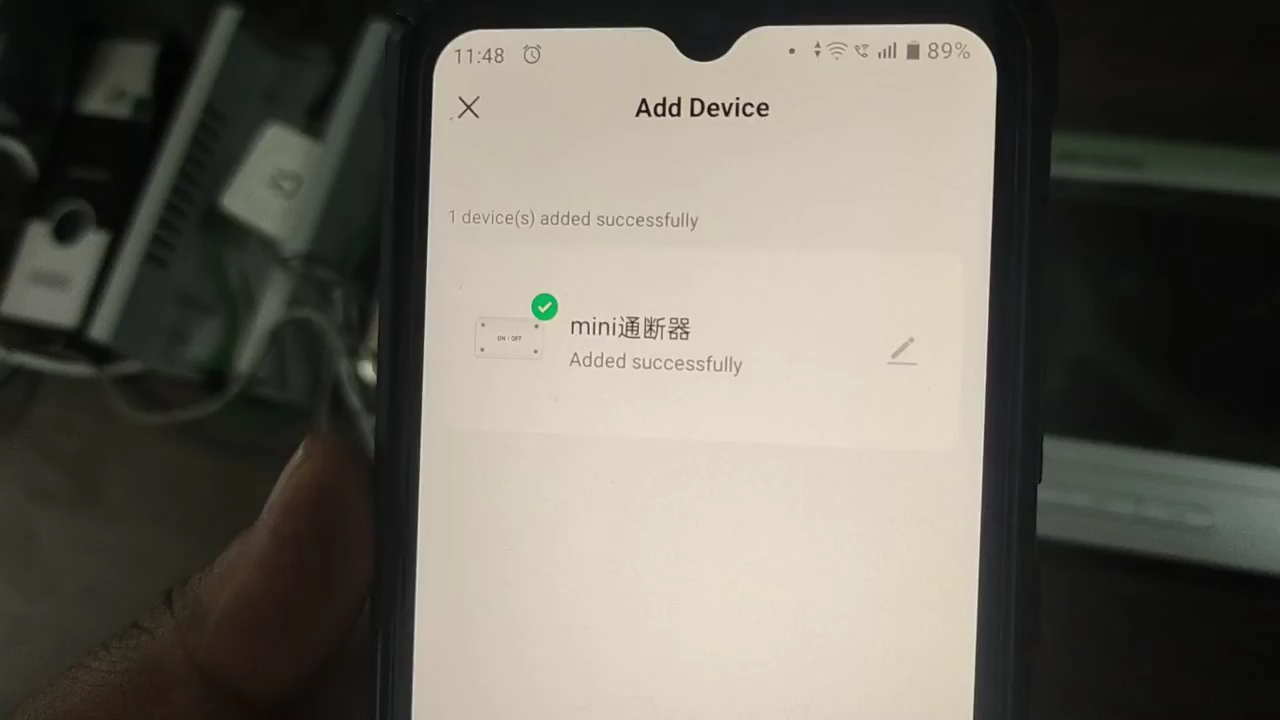 11:48
89%
Add Device
1 device(s) added successfully
ON / OFF
mini通断器
Added successfully